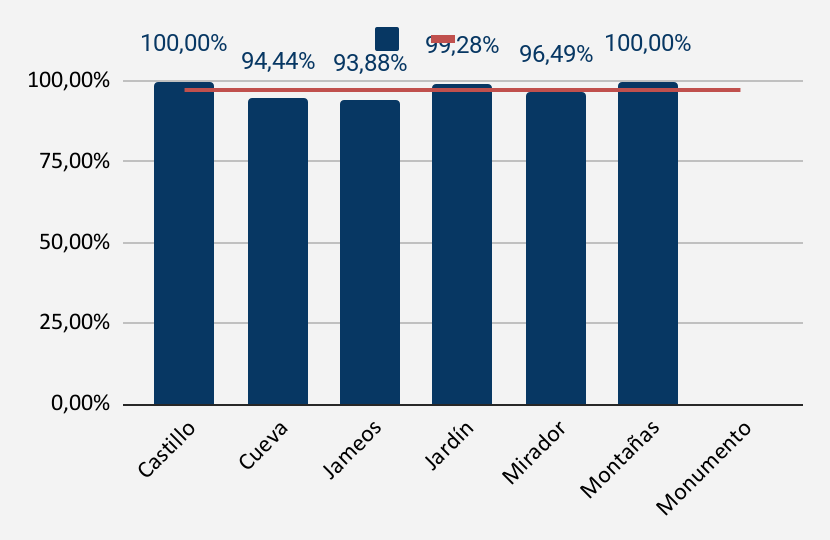 100,00%
94,44%
93,88%
99,28%
96,49%
100,00%
100,00%
75,00%
50,00%
25,00%
0,00%
Castillo
Cueva
Jameos
Jardín
Mirador
Montañas
Monumento